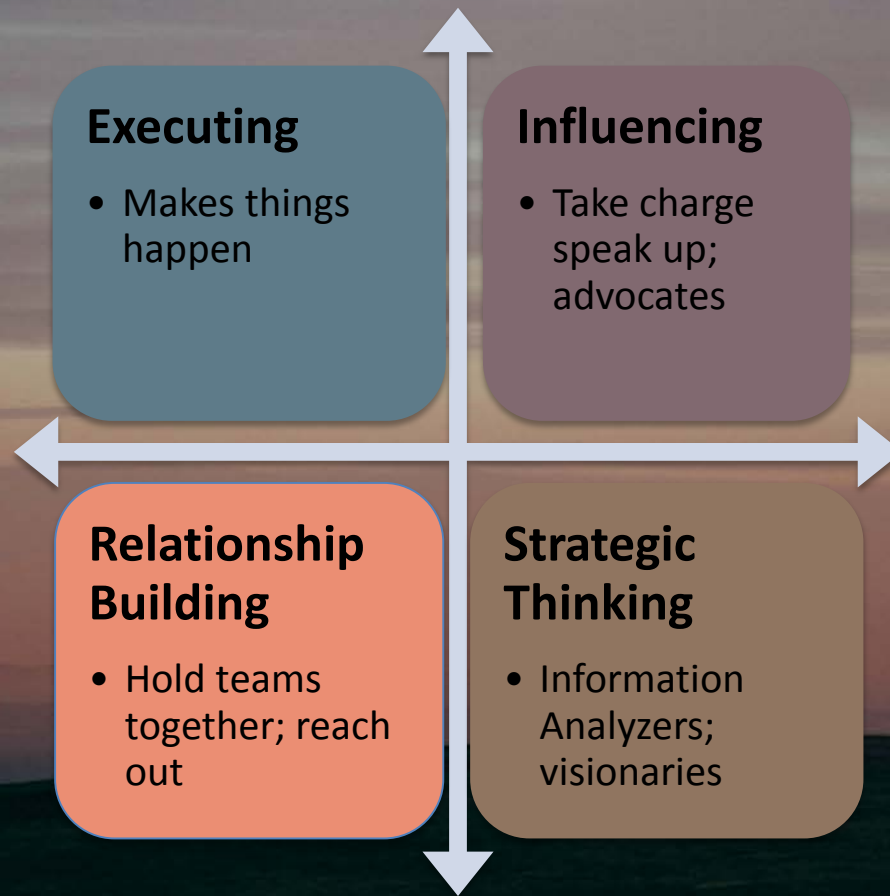 Executing
• Makes things
happen
Influencing
• Take charge
speak up;
advocates
Relationship
Building
• Hold teams
together; reach
out
Strategic
Thinking
• Information
Analyzers;
visionaries